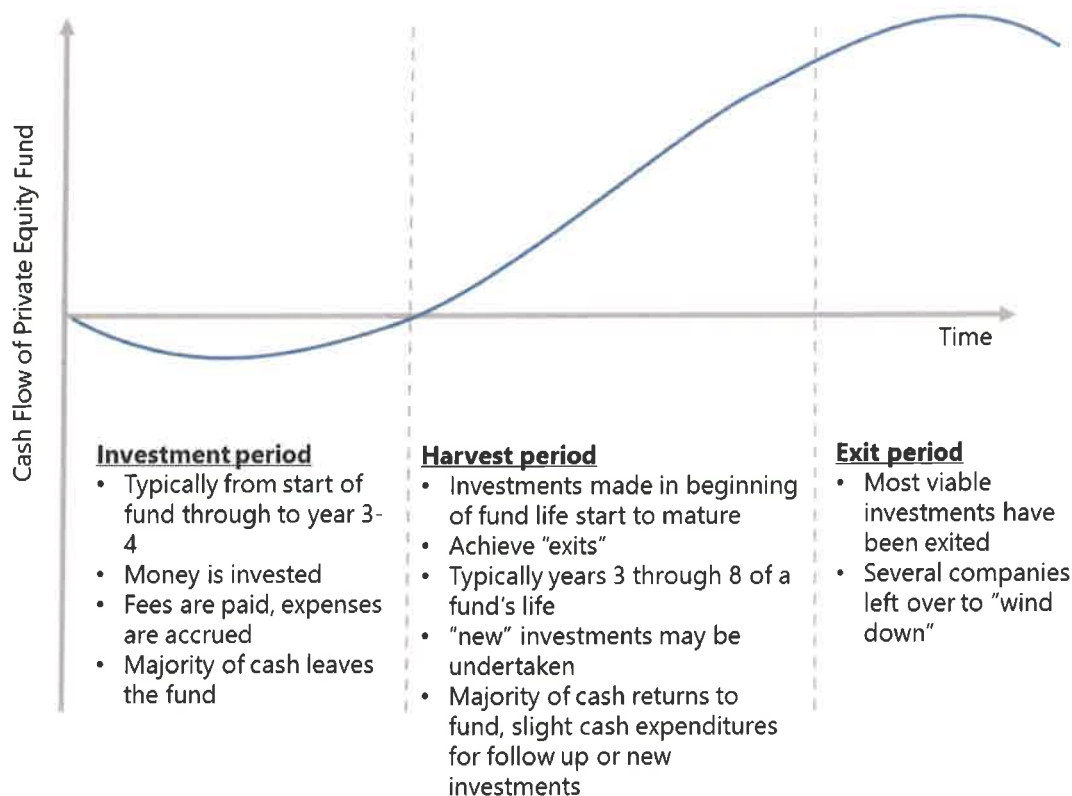 Cash Flow of Private Equity Fund
Time
Investment period
• Typically from start of
fund through to year 3-
4
• Money is invested
• Fees are paid, expenses
are accrued
• Majority of cash leaves
the fund
Harvest period
• Investments made in beginning
of fund life start to mature
• Achieve "exits"
• Typically years 3 through 8 of a
fund's life
• "new" investments may be
undertaken
• Majority of cash returns to
fund, slight cash expenditures
for follow up or new
investments
Exit period
• Most viable
investments have
been exited
• Several companies
left over to "wind
down"